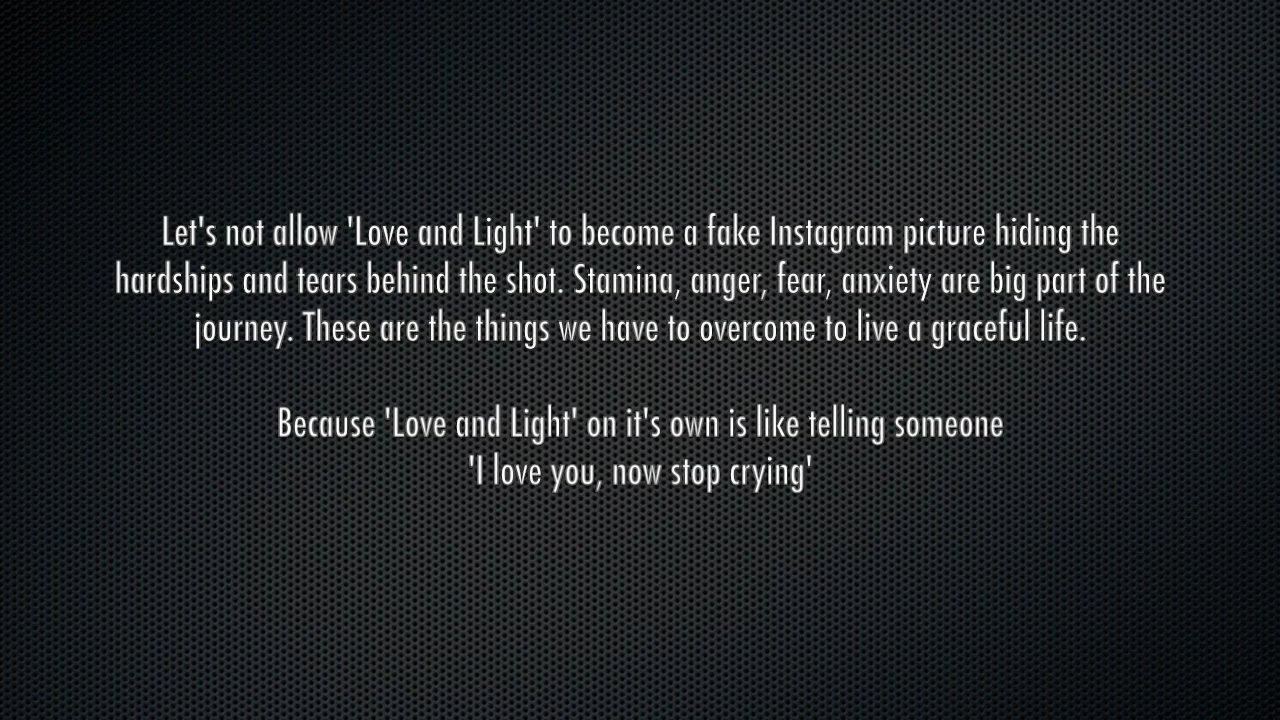 Let's not allow 'Love and Light' to become a fake Instagram picture hiding the
hardships and tears behind the shot. Stamina, anger, fear, anxiety are big part of the
journey. These are the things we have to overcome to live a graceful life.
Because 'Love and Light' on it's own is like telling someone
'I love you, now stop crying'